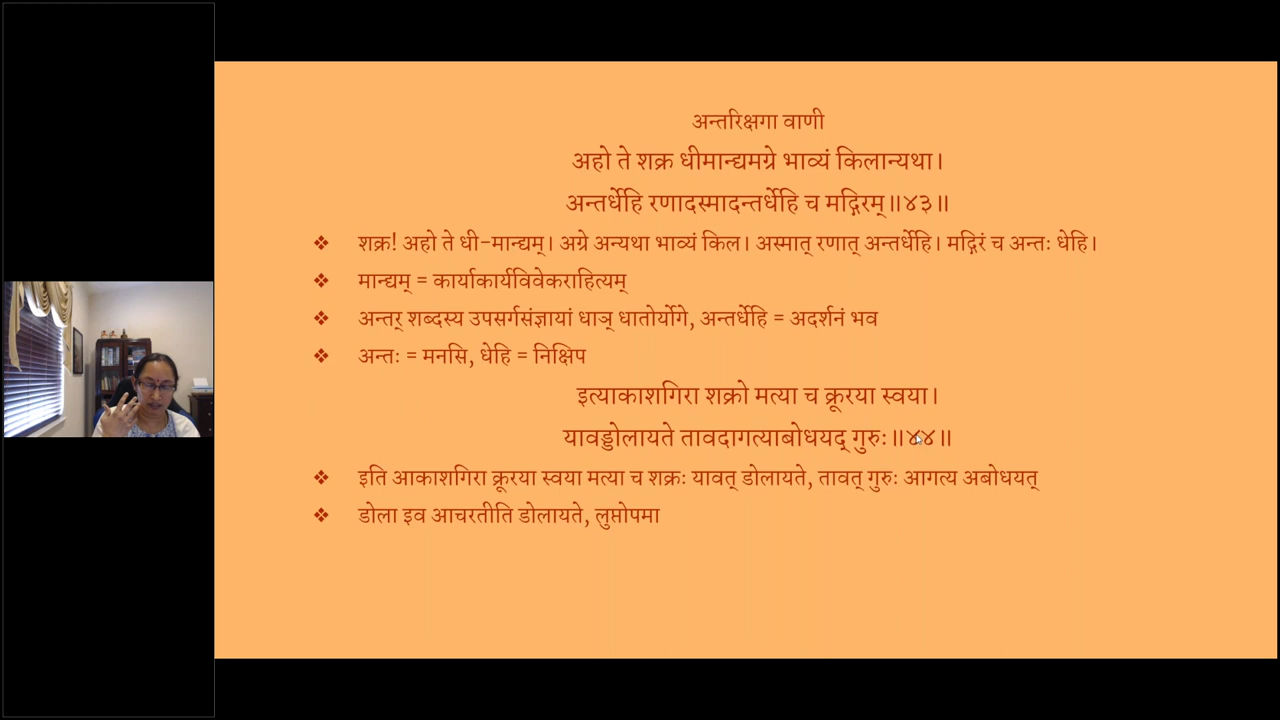 अन्तरिक्षगा वाणी
अहो ते शक्र धीमान्द्यमग्रे भाव्यं किलान्यथा।
अन्तर्धेहि रणादस्मादन्तर्धेहि च मद्गिरम्॥४३॥
❖ शक्र! अहो ते धी-मान्द्यम्। अग्रे अन्यथा भाव्यं किल। अस्मात् रणात् अन्तर्धेहि। मद्गिरं च अन्तः धेहि।
❖ मान्द्यम् = कार्याकार्यविवेकराहित्यम्
❖ अन्तर् शब्दस्य उपसर्गसंज्ञायां धाञ् धातोर्योगे, अन्तर्धेहि = अदर्शनं भव
❖ अन्तः = मनसि, धेहि = निक्षिप
इत्याकाशगिरा शक्रो मत्या च क्रूरया स्वया।
यावड्डोलायते तावदागत्याबोधयद् गुरुः॥४४॥
❖ इति आकाशगिरा क्रूरया स्वया मत्या च शक्रः यावत् डोलायते, तावत् गुरुः आगत्य अबोधयत्
❖ डोला इव आचरतीति डोलायते, लुप्तोपमा